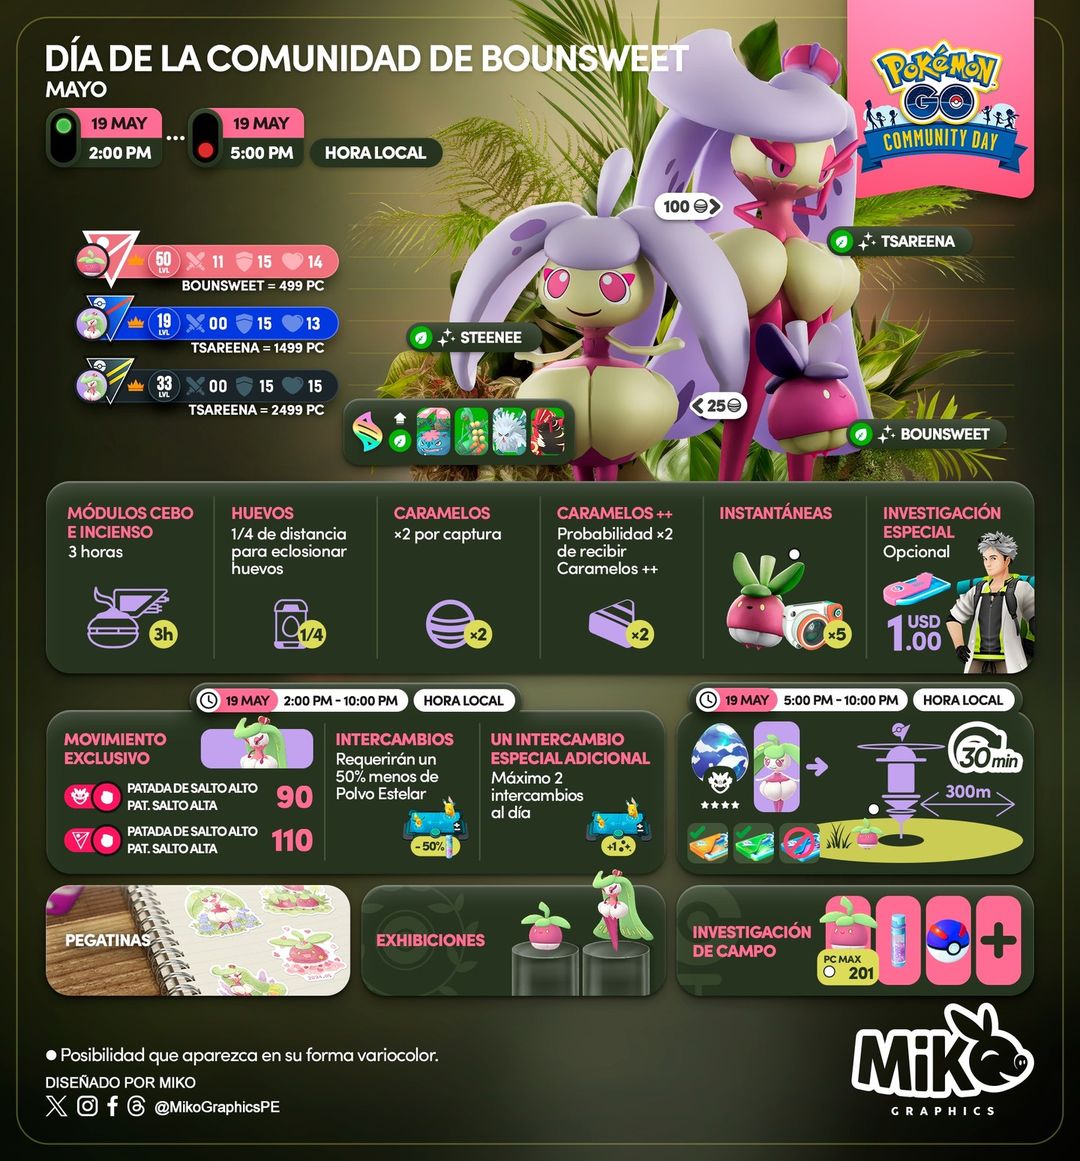 DÍA DE LA COMUNIDAD DE BOUNSWEET
MAYO
19 MAY
2:00 PM
...
19 MAY
5:00 PM
HORA LOCAL
POKéMON
GO
COMMUNITY DAY
100
TSAREENA
50
LVL
11 15 14
BOUNSWEET = 499 PC
19
LVL
00 15 13
TSAREENA = 1499 PC
33
LVL
00 15 15
TSAREENA = 2499 PC
STEENEE
25
BOUNSWEET
MÓDULOS CEBO
E INCIENSO
3 horas
3h
HUEVOS
1/4 de distancia
para eclosionar
huevos
1/4
CARAMELOS
×2 por captura
×2
CARAMELOS ++
Probabilidad ×2
de recibir
Caramelos ++
×2
INSTANTÁNEAS
×5
INVESTIGACIÓN
ESPECIAL
Opcional
1USD
.00
19 MAY 2:00 PM - 10:00 PM HORA LOCAL
MOVIMIENTO
EXCLUSIVO
PATADA DE SALTO ALTO
PAT. SALTO ALTA
90
PATADA DE SALTO ALTO
PAT. SALTO ALTA
110
INTERCAMBIOS
Requerirán un
50% menos de
Polvo Estelar
- 50%
UN INTERCAMBIO
ESPECIAL ADICIONAL
Máximo 2
intercambios
al día
+1
19 MAY 5:00 PM - 10:00 PM HORA LOCAL
30min
300m
PEGATINAS
2024.05
EXHIBICIONES
INVESTIGACIÓN
DE CAMPO
PC MAX
201
+
Posibilidad que aparezca en su forma variocolor.
DISEÑADO POR MIKO
@MikoGraphicsPE
MiKO
GRAPHICS